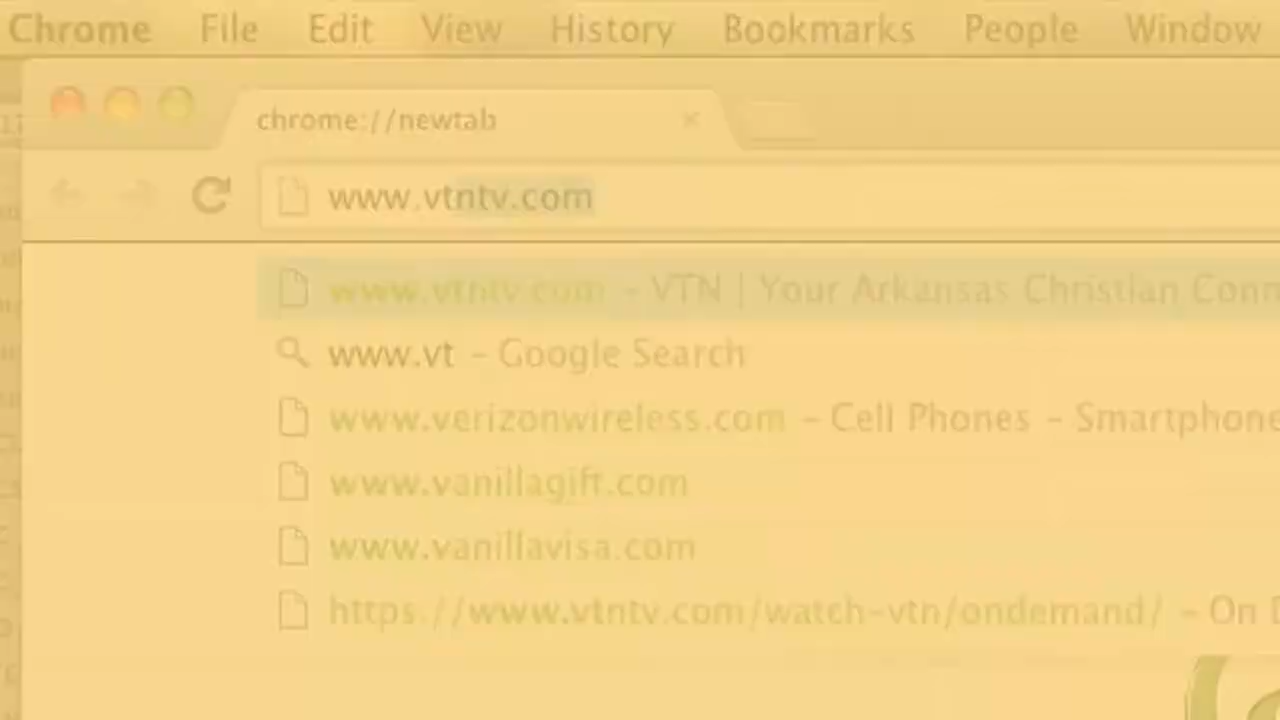 Chrome File Edit View History Bookmarks People Window
chrome://newtab
www.vtntv.com
www.vtntv.com – VTN | Your Arkansas Christian
www.vt – Google Search
www.verizonwireless.com – Cell Phones – Smartphone
www.vanillagift.com
www.vanillavisa.com
https://www.vtntv.com/watch-vtn/ondemand/ – On